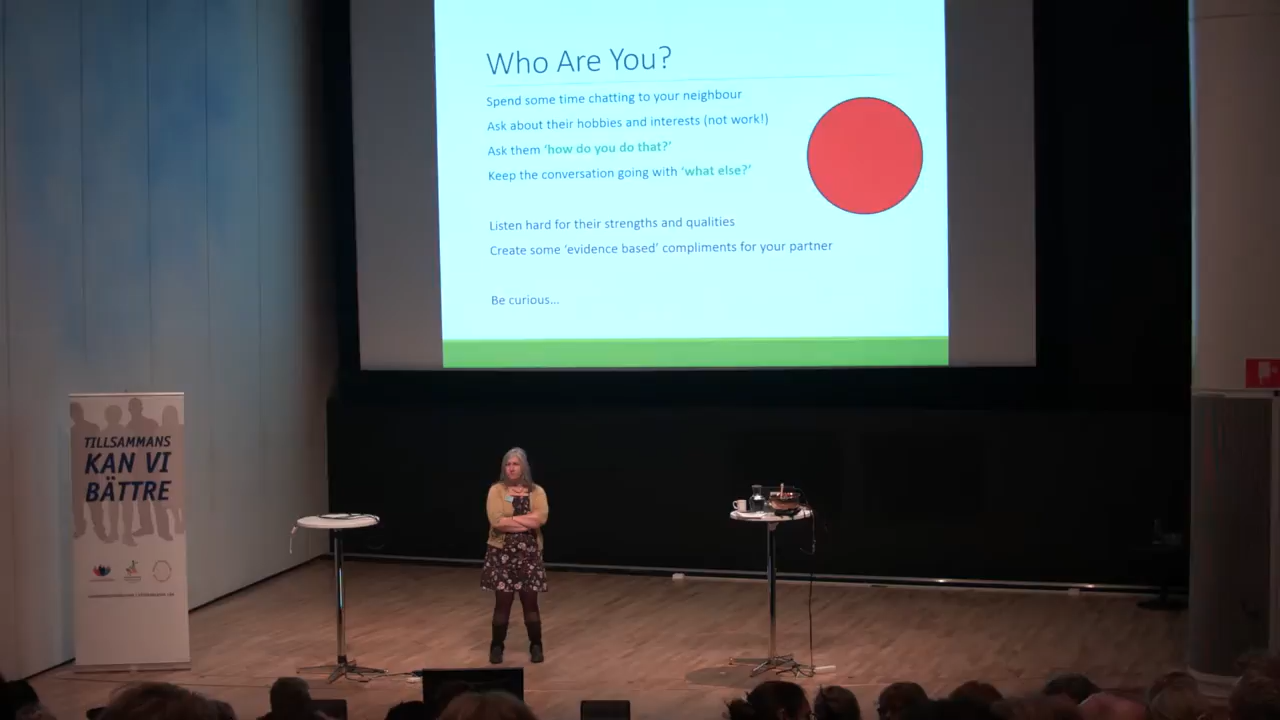 Who Are You?
Spend some time chatting to your neighbour
Ask about their hobbies and interests (not work!)
Ask them ‘how do you do that?’
Keep the conversation going with ‘what else?’
Listen hard for their strengths and qualities
Create some ‘evidence based’ compliments for your partner
Be curious...
TILLSAMMANS
KAN VI
BÄTTRE